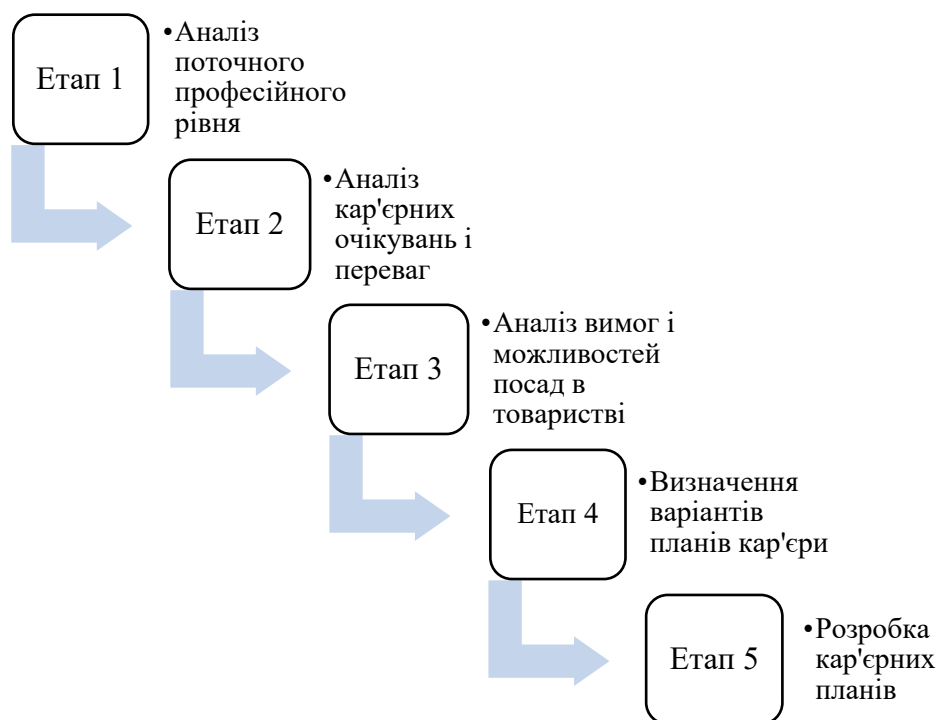 Етап 1
•Аналіз
поточного
професійного
рівня
Етап 2
•Аналіз
кар'єрних
очікувань і
переваг
Етап 3
•Аналіз вимог і
можливостей
посад в
товаристві
Етап 4
•Визначення
варіантів
планів кар'єри
Етап 5
•Розробка
кар'єрних
планів